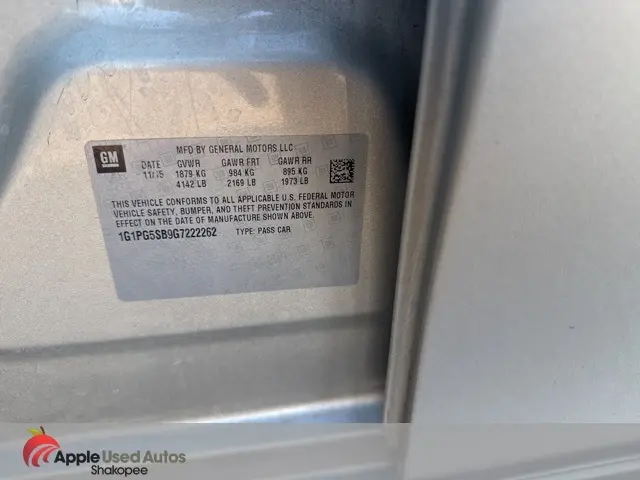 GM
MFD BY GENERAL MOTORS LLC
DATE GVWR GAWR FRT GAWR RR
11/15 1879 KG 984 KG 895 KG
4142 LB 2169 LB 1973 LB
THIS VEHICLE CONFORMS TO ALL APPLICABLE U.S. FEDERAL MOTOR
VEHICLE SAFETY, BUMPER, AND THEFT PREVENTION STANDARDS IN
EFFECT ON THE DATE OF MANUFACTURE SHOWN ABOVE.
1G1PG5SB9G7222262 TYPE: PASS CAR
Apple Used Autos
Shakopee